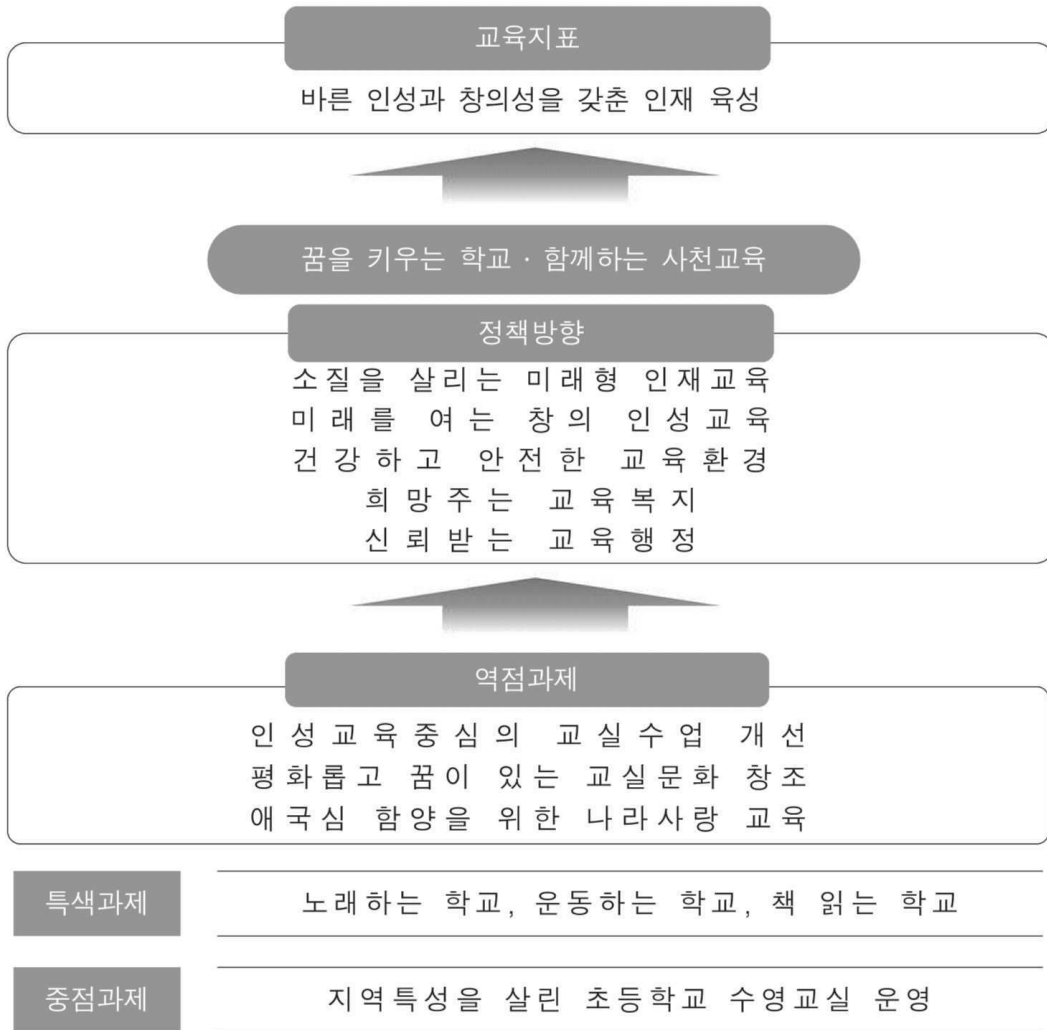 교육지표
바른 인성과 창의성을 갖춘 인재 육성
꿈을 키우는 학교 · 함께하는 사천교육
정책방향
소질을 살리는 미래형 인재교육
미래를 여는 창의 인성교육
건강하고 안전한 교육환경
희망주는 교육복지
신뢰받는 교육행정
역점과제
인성교육중심의 교실수업 개선
평화롭고 꿈이 있는 교실문화 창조
애국심 함양을 위한 나라사랑 교육
특색과제
노래하는 학교, 운동하는 학교, 책 읽는 학교
중점과제
지역특성을 살린 초등학교 수영교실 운영